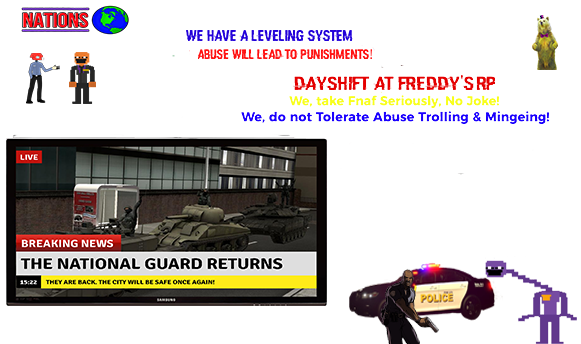 NATIONS
WE HAVE A LEVELING SYSTEM
ABUSE WILL LEAD TO PUNISHMENTS!
DAYSHIFT AT FREDDY'S RP
We, take Fnaf Seriously. No Joke!
We, do not Tolerate Abuse Trolling & Mingeing!
LIVE
BREAKING NEWS
THE NATIONAL GUARD RETURNS
15:22 THEY ARE BACK. THE CITY WILL BE SAFE ONCE AGAIN!
SAMSUNG
POLICE